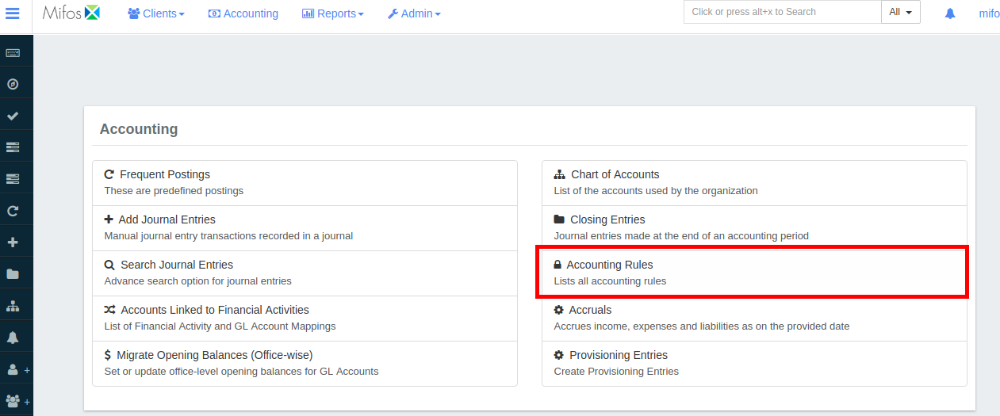 Mifos Clients Accounting Reports Admin Click or press alt+x to Search All mifo
Accounting
Frequent Postings
These are predefined postings
Add Journal Entries
Manual journal entry transactions recorded in a journal
Search Journal Entries
Advance search option for journal entries
Accounts Linked to Financial Activities
List of Financial Activity and GL Account Mappings
$ Migrate Opening Balances (Office-wise)
Set or update office-level opening balances for GL Accounts
Chart of Accounts
List of the accounts used by the organization
Closing Entries
Journal entries made at the end of an accounting period
Accounting Rules
Lists all accounting rules
Accruals
Accrues income, expenses and liabilities as on the provided date
Provisioning Entries
Create Provisioning Entries
+
+